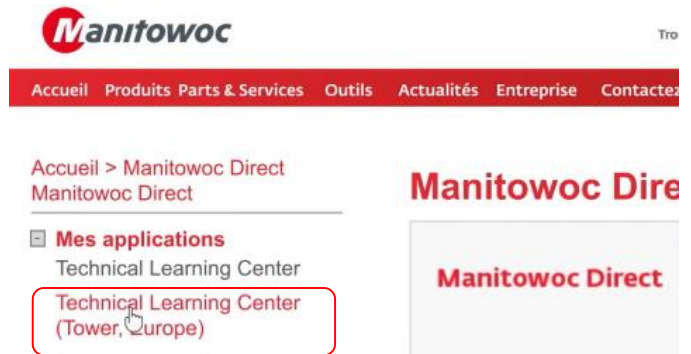 Manitowoc
Tro
Accueil Produits Parts & Services Outils Actualités Entreprise Contactez
Accueil > Manitowoc Direct
Manitowoc Direct
Manitowoc Dire
Mes applications
Technical Learning Center
Technical Learning Center
(Tower, Europe)
Manitowoc Direct